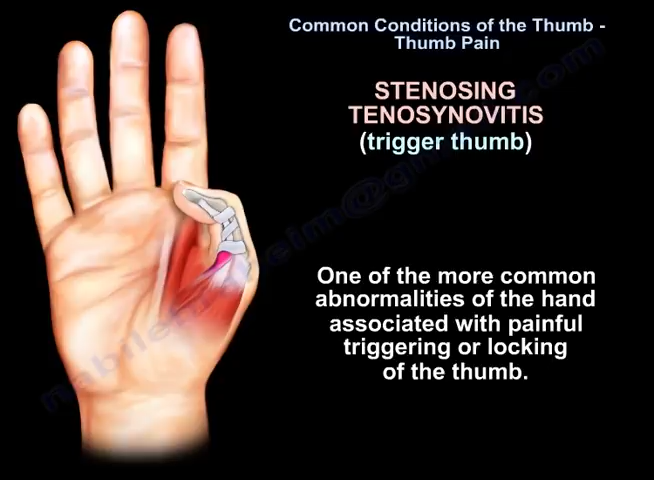 Common Conditions of the Thumb -
Thumb Pain
STENOSING
TENOSYNOVITIS
(trigger thumb)
One of the more common
abnormalities of the hand
associated with painful
triggering or locking
of the thumb.